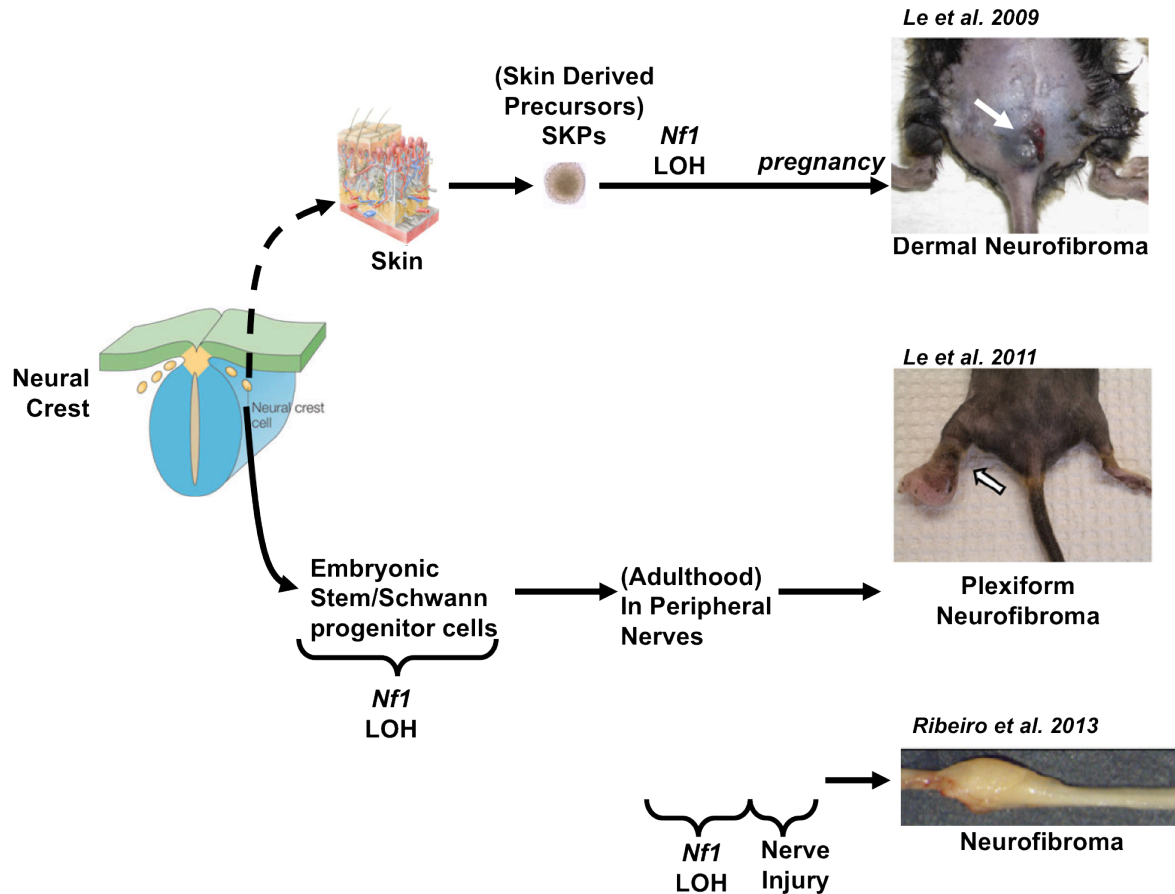 Le et al. 2009
(Skin Derived
Precursors)
SKPs
Nf1
LOH
pregnancy
Skin
Dermal Neurofibroma
Neural
Crest
Neural crest
cell
Le et al. 2011
Embryonic
Stem/Schwann
progenitor cells
(Adulthood)
In Peripheral
Nerves
Plexiform
Neurofibroma
Nf1
LOH
Ribeiro et al. 2013
Nf1
LOH
Nerve
Injury
Neurofibroma